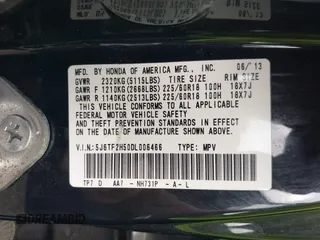 MFD. BY HONDA OF AMERICA MFG., INC. 06/13
GVWR 2320KG(5115LBS) TIRE SIZE RIM SIZE
GAWR F 1210KG(2668LBS) 225/60R18 100H 18X7J
GAWR R 1140KG(2513LBS) 225/60R18 100H 18X7J
THIS VEHICLE CONFORMS TO ALL APPLICABLE
FEDERAL MOTOR VEHICLE SAFETY, BUMPER, AND
THEFT PREVENTION STANDARDS IN EFFECT ON THE
DATE OF MANUFACTURE SHOWN ABOVE.
V.I.N.: 5J6TF2H50DL006466 TYPE: MPV
TP7 D AA7 - NH731P - A - L
AUTOBIDMASTER